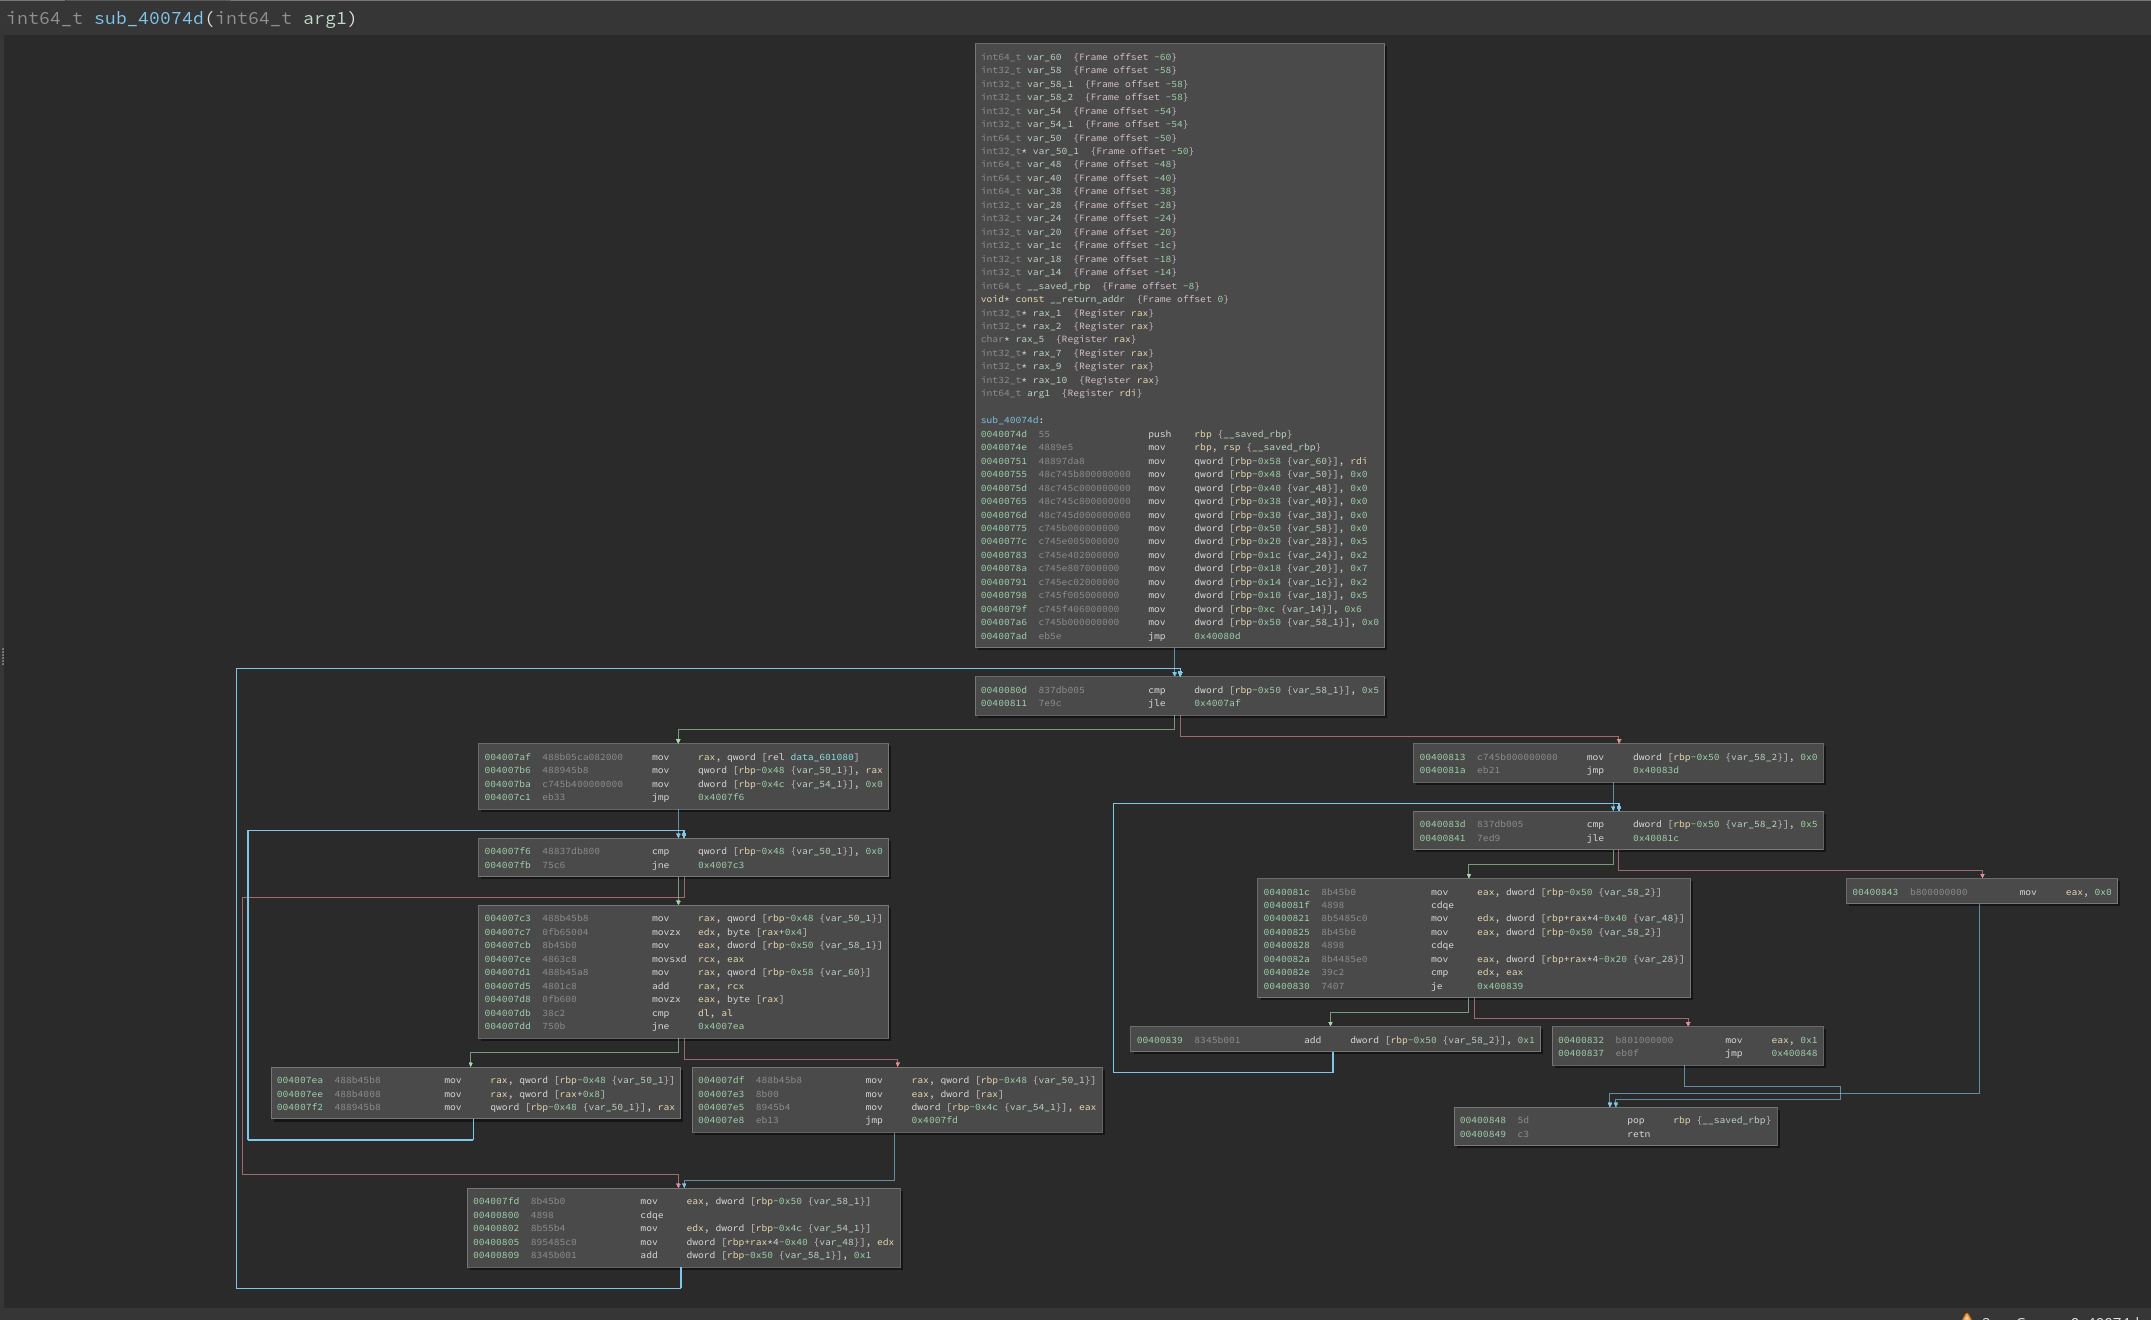 int64_t sub_40074d(int64_t arg1)
int64_t var_60 {Frame offset -60}
int32_t var_58 {Frame offset -58}
int32_t var_58_1 {Frame offset -58}
int32_t var_58_2 {Frame offset -58}
int32_t var_54 {Frame offset -54}
int32_t var_54_1 {Frame offset -54}
int64_t var_50 {Frame offset -50}
int32_t* var_50_1 {Frame offset -50}
int64_t var_48 {Frame offset -48}
int64_t var_40 {Frame offset -40}
int64_t var_38 {Frame offset -38}
int32_t var_28 {Frame offset -28}
int32_t var_24 {Frame offset -24}
int32_t var_20 {Frame offset -20}
int32_t var_1c {Frame offset -1c}
int32_t var_18 {Frame offset -18}
int32_t var_14 {Frame offset -14}
int64_t __saved_rbp {Frame offset -8}
void* const __return_addr {Frame offset 0}
int32_t* rax_1 {Register rax}
int32_t* rax_2 {Register rax}
char* rax_5 {Register rax}
int32_t* rax_7 {Register rax}
int32_t* rax_9 {Register rax}
int32_t* rax_10 {Register rax}
int64_t arg1 {Register rdi}
sub_40074d:
0040074d 55 push rbp {__saved_rbp}
0040074e 4889e5 mov rbp, rsp {__saved_rbp}
00400751 48897da8 mov qword [rbp-0x58 {var_60}], rdi
00400755 48c745b800000000 mov qword [rbp-0x48 {var_50}], 0x0
0040075d 48c745c000000000 mov qword [rbp-0x40 {var_48}], 0x0
00400765 48c745c800000000 mov qword [rbp-0x38 {var_40}], 0x0
0040076d 48c745d000000000 mov qword [rbp-0x30 {var_38}], 0x0
00400775 c745b000000000 mov dword [rbp-0x50 {var_58}], 0x0
0040077c c745e005000000 mov dword [rbp-0x20 {var_28}], 0x5
00400783 c745e402000000 mov dword [rbp-0x1c {var_24}], 0x2
0040078a c745e807000000 mov dword [rbp-0x18 {var_20}], 0x7
00400791 c745ec02000000 mov dword [rbp-0x14 {var_1c}], 0x2
00400798 c745f005000000 mov dword [rbp-0x10 {var_18}], 0x5
0040079f c745f406000000 mov dword [rbp-0xc {var_14}], 0x6
004007a6 c745b000000000 mov dword [rbp-0x50 {var_58_1}], 0x0
004007ad eb5e jmp 0x40080d
0040080d 837db005 cmp dword [rbp-0x50 {var_58_1}], 0x5
00400811 7e9c jle 0x4007af
004007af 488b05ca082000 mov rax, qword [rel data_601080]
004007b6 488945b8 mov qword [rbp-0x48 {var_50_1}], rax
004007ba c745b400000000 mov dword [rbp-0x4c {var_54_1}], 0x0
004007c1 eb33 jmp 0x4007f6
00400813 c745b000000000 mov dword [rbp-0x50 {var_58_2}], 0x0
0040081a eb21 jmp 0x40083d
004007f6 48837db800 cmp qword [rbp-0x48 {var_50_1}], 0x0
004007fb 75c6 jne 0x4007c3
0040083d 837db005 cmp dword [rbp-0x50 {var_58_2}], 0x5
00400841 7ed9 jle 0x40081c
004007c3 488b45b8 mov rax, qword [rbp-0x48 {var_50_1}]
004007c7 0fb65004 movzx edx, byte [rax+0x4]
004007cb 8b45b0 mov eax, dword [rbp-0x50 {var_58_1}]
004007ce 4863c8 movsxd rcx, eax
004007d1 488b45a8 mov rax, qword [rbp-0x58 {var_60}]
004007d5 4801c8 add rax, rcx
004007d8 0fb600 movzx eax, byte [rax]
004007db 38c2 cmp dl, al
004007dd 750b jne 0x4007ea
0040081c 8b45b0 mov eax, dword [rbp-0x50 {var_58_2}]
0040081f 4898 cdqe
00400821 8b5485c0 mov edx, dword [rbp+rax*4-0x40 {var_48}]
00400825 8b45b0 mov eax, dword [rbp-0x50 {var_58_2}]
00400828 4898 cdqe
0040082a 8b4485e0 mov eax, dword [rbp+rax*4-0x20 {var_28}]
0040082e 39c2 cmp edx, eax
00400830 7407 je 0x400839
00400843 b800000000 mov eax, 0x0
004007ea 488b45b8 mov rax, qword [rbp-0x48 {var_50_1}]
004007ee 488b4008 mov rax, qword [rax+0x8]
004007f2 488945b8 mov qword [rbp-0x48 {var_50_1}], rax
004007df 488b45b8 mov rax, qword [rbp-0x48 {var_50_1}]
004007e3 8b00 mov eax, dword [rax]
004007e5 8945b4 mov dword [rbp-0x4c {var_54_1}], eax
004007e8 eb13 jmp 0x4007fd
00400839 8345b001 add dword [rbp-0x50 {var_58_2}], 0x1
00400832 b801000000 mov eax, 0x1
00400837 eb0f jmp 0x400848
00400848 5d pop rbp {__saved_rbp}
00400849 c3 retn
004007fd 8b45b0 mov eax, dword [rbp-0x50 {var_58_1}]
00400800 4898 cdqe
00400802 8b55b4 mov edx, dword [rbp-0x4c {var_54_1}]
00400805 895485c0 mov dword [rbp+rax*4-0x40 {var_48}], edx
00400809 8345b001 add dword [rbp-0x50 {var_58_1}], 0x1